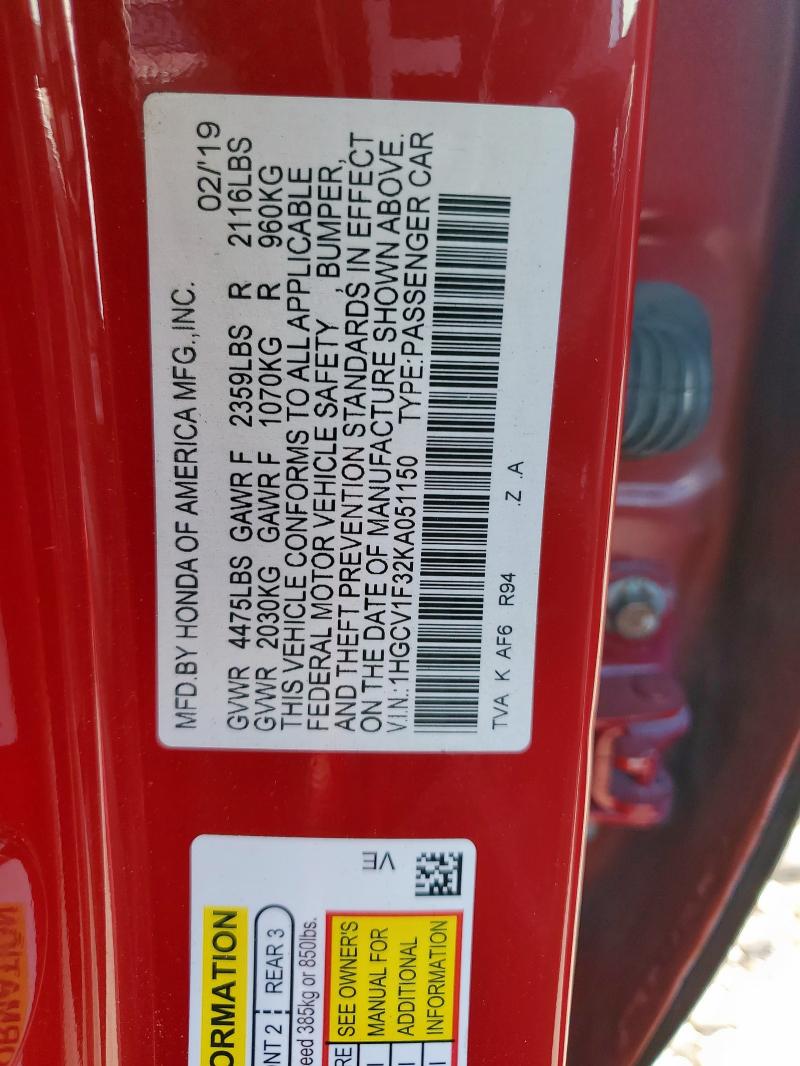 MFD.BY HONDA OF AMERICA MFG.,INC. 02/'19
GVWR 4475LBS GAWR F 2359LBS R 2116LBS
GVWR 2030KG GAWR F 1070KG R 960KG
THIS VEHICLE CONFORMS TO ALL APPLICABLE
FEDERAL MOTOR VEHICLE SAFETY , BUMPER,
AND THEFT PREVENTION STANDARDS IN EFFECT
ON THE DATE OF MANUFACTURE SHOWN ABOVE.
V.I.N.:1HGCV1F32KA051150 TYPE:PASSENGER CAR
TVA K AF6 R94 .Z .A
VE
ORMATION
ONT 2 REAR 3
eed 385kg or 850lbs.
RE
SEE OWNER'S
MANUAL FOR
ADDITIONAL
INFORMATION